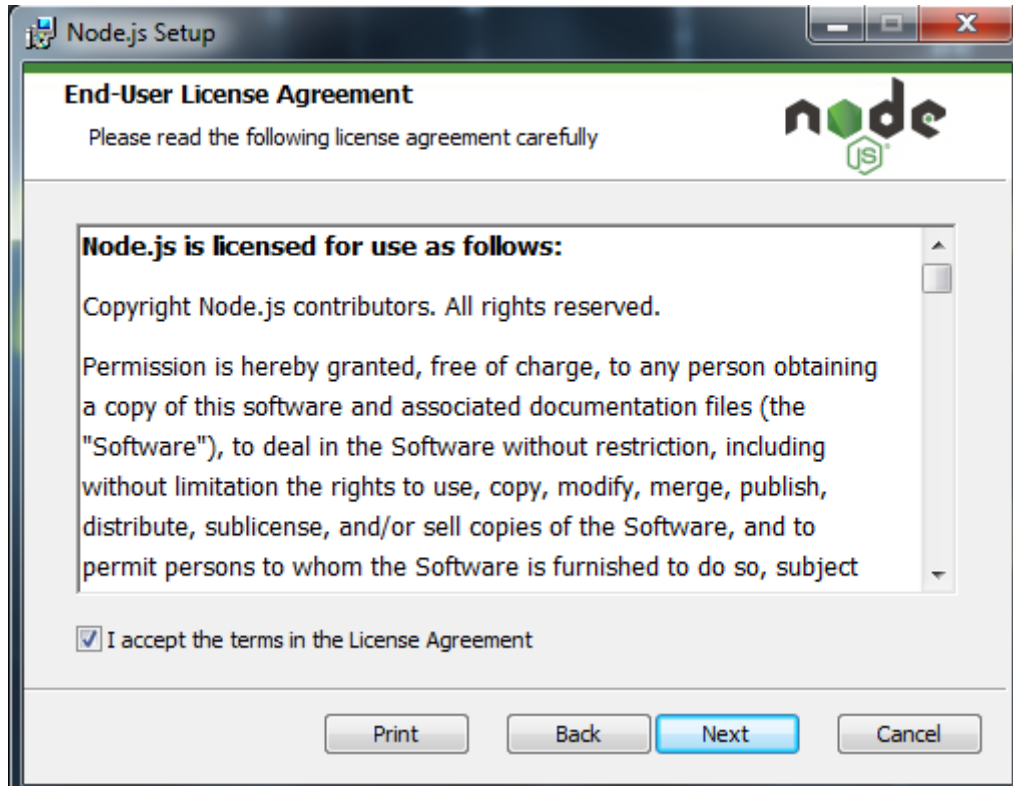 Node.js Setup
End-User License Agreement
Please read the following license agreement carefully
node
JS
Node.js is licensed for use as follows:
Copyright Node.js contributors. All rights reserved.
Permission is hereby granted, free of charge, to any person obtaining
a copy of this software and associated documentation files (the
"Software"), to deal in the Software without restriction, including
without limitation the rights to use, copy, modify, merge, publish,
distribute, sublicense, and/or sell copies of the Software, and to
permit persons to whom the Software is furnished to do so, subject
I accept the terms in the License Agreement
Print Back Next Cancel